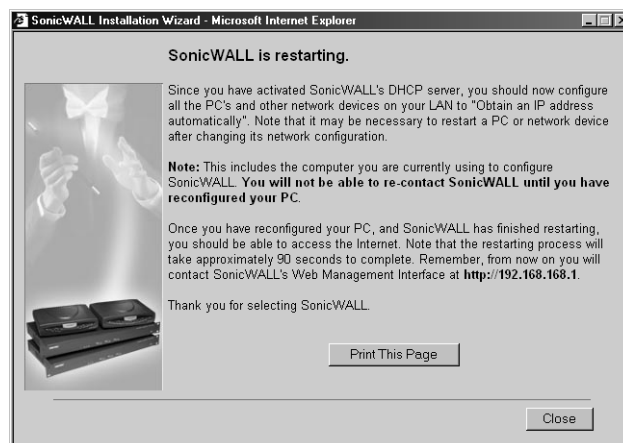 SonicWALL Installation Wizard - Microsoft Internet Explorer
SonicWALL is restarting.
Since you have activated SonicWALL's DHCP server, you should now configure
all the PC's and other network devices on your LAN to "Obtain an IP address
automatically". Note that it may be necessary to restart a PC or network device
after changing its network configuration.
Note: This includes the computer you are currently using to configure
SonicWALL. You will not be able to re-contact SonicWALL until you have
reconfigured your PC.
Once you have reconfigured your PC, and SonicWALL has finished restarting,
you should be able to access the Internet. Note that the restarting process will
take approximately 90 seconds to complete. Remember, from now on you will
contact SonicWALL's Web Management Interface at http://192.168.168.1.
Thank you for selecting SonicWALL.
Print This Page
Close